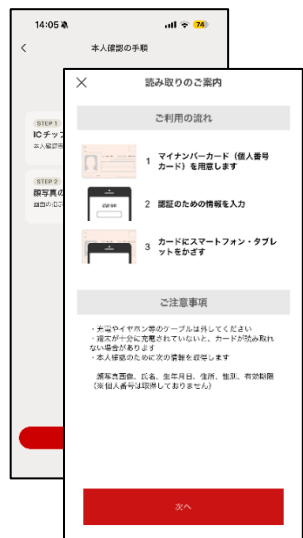 14:05
74
本人確認の手順
STEP 1
ICチップ
本人確認書
STEP 2
顔写真の
読み取りのご案内
ご利用の流れ
1 マイナンバーカード（個人番号
カード）を用意します
2 認証のための情報を入力
3 カードにスマートフォン・タブレ
ットをかざす
ご注意事項
・充電やイヤホン等のケーブルは外してください
・端末が十分に充電されていないと、カードが読み取れ
ない場合があります
・本人確認のために次の情報を取得します
顔写真画像、氏名、生年月日、住所、性別、有効期限
（※個人番号は取得しておりません）
次へ